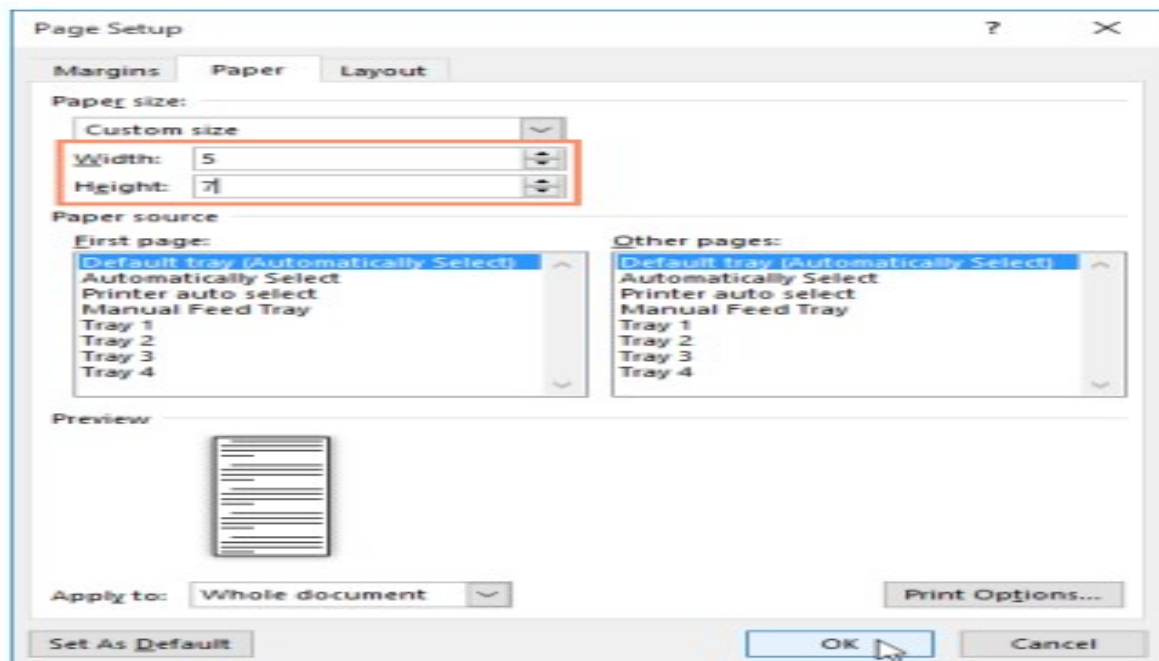 Page Setup ?
Margins Paper Layout
Paper size:
Custom size
Width: 5
Height: 7
Paper source
First page: Other pages:
Default tray (Automatically Select) Default tray (Automatically Select)
Automatically Select Automatically Select
Printer auto select Printer auto select
Manual Feed Tray Manual Feed Tray
Tray 1 Tray 1
Tray 2 Tray 2
Tray 3 Tray 3
Tray 4 Tray 4
Preview
Apply to: Whole document Print Options...
Set As Default OK Cancel